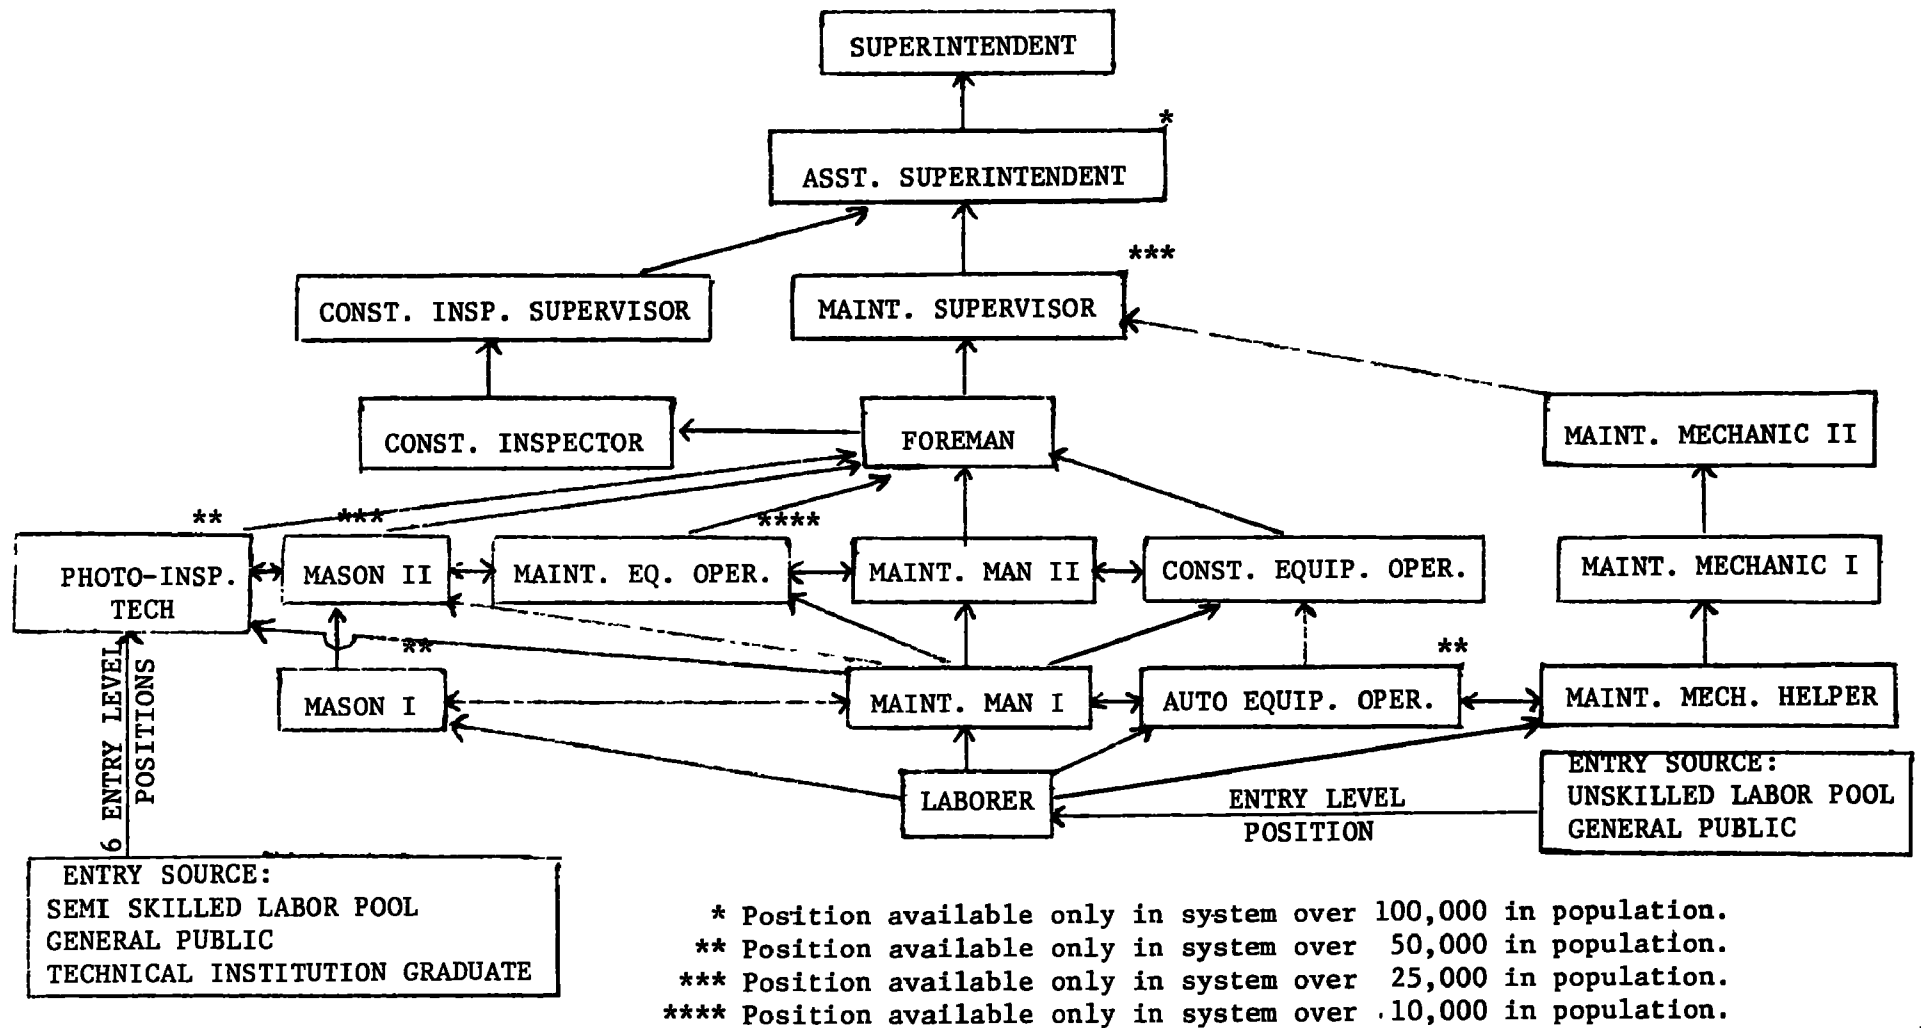 SUPERINTENDENT
*
ASST. SUPERINTENDENT
***
CONST. INSP. SUPERVISOR
MAINT. SUPERVISOR
CONST. INSPECTOR
FOREMAN
MAINT. MECHANIC II
**
***
****
PHOTO-INSP.
TECH
MASON II
MAINT. EQ. OPER.
MAINT. MAN II
CONST. EQUIP. OPER.
MAINT. MECHANIC I
**
**
MASON I
MAINT. MAN I
AUTO EQUIP. OPER.
MAINT. MECH. HELPER
6 ENTRY LEVEL
POSITIONS
LABORER
ENTRY LEVEL
POSITION
ENTRY SOURCE:
UNSKILLED LABOR POOL
GENERAL PUBLIC
ENTRY SOURCE:
SEMI SKILLED LABOR POOL
GENERAL PUBLIC
TECHNICAL INSTITUTION GRADUATE
* Position available only in system over 100,000 in population.
** Position available only in system over 50,000 in population.
*** Position available only in system over 25,000 in population.
**** Position available only in system over 10,000 in population.